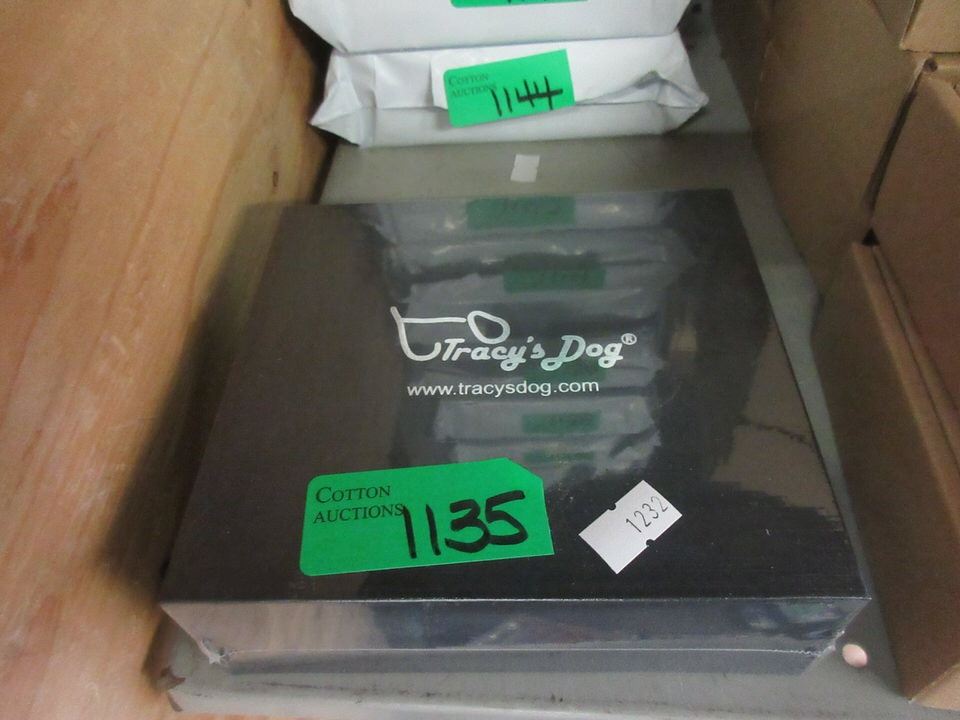 COTTON
AUCTIONS
1144
Tracy's Dog®
www.tracysdog.com
COTTON
AUCTIONS
1135
1232